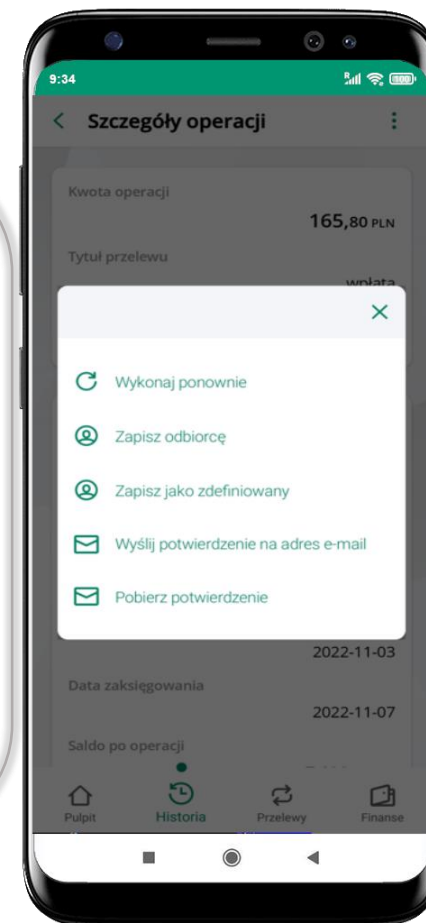 9:34
Szczegóły operacji
Kwota operacji
165,80 PLN
Tytuł przelewu
wpłata
Wykonaj ponownie
Zapisz odbiorcę
Zapisz jako zdefiniowany
Wyślij potwierdzenie na adres e-mail
Pobierz potwierdzenie
2022-11-03
Data zaksięgowania
2022-11-07
Saldo po operacji
Pulpit Historia Przelewy Finanse